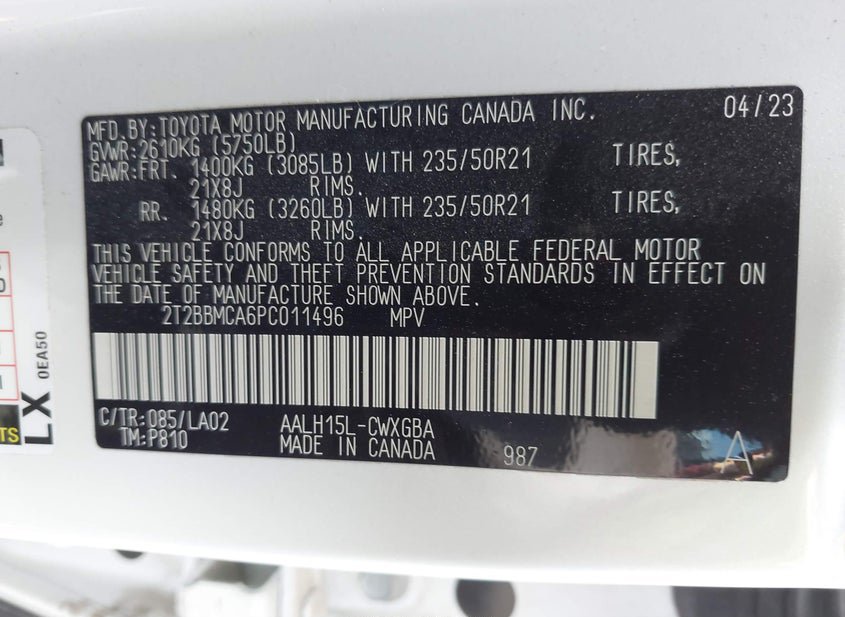 MFD.BY:TOYOTA MOTOR MANUFACTURING CANADA INC. 04/23
GVWR:2610KG (5750LB)
GAWR:FRT. 1400KG (3085LB) WITH 235/50R21 TIRES,
21X8J RIMS.
RR. 1480KG (3260LB) WITH 235/50R21 TIRES,
21X8J RIMS.
THIS VEHICLE CONFORMS TO ALL APPLICABLE FEDERAL MOTOR
VEHICLE SAFETY AND THEFT PREVENTION STANDARDS IN EFFECT ON
THE DATE OF MANUFACTURE SHOWN ABOVE.
2T2BBMCA6PC011496 MPV
C/TR:085/LA02 AALH15L-CWXGBA
TM:P810 MADE IN CANADA 987 A
LX 0EA50